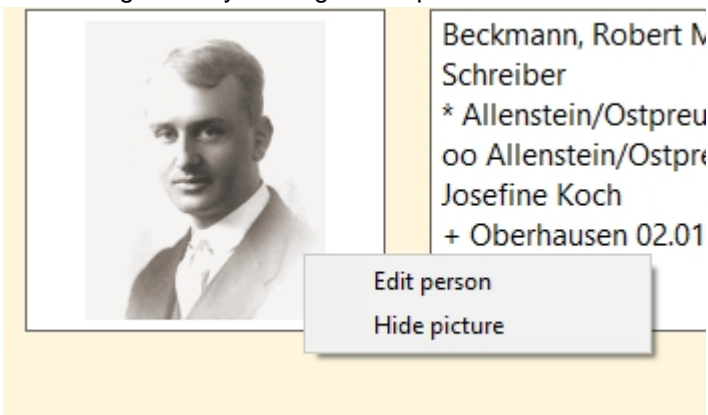 Beckmann, Robert M
Schreiber
* Allenstein/Ostpreu
oo Allenstein/Ostpre
Josefine Koch
+ Oberhausen 02.01
Edit person
Hide picture